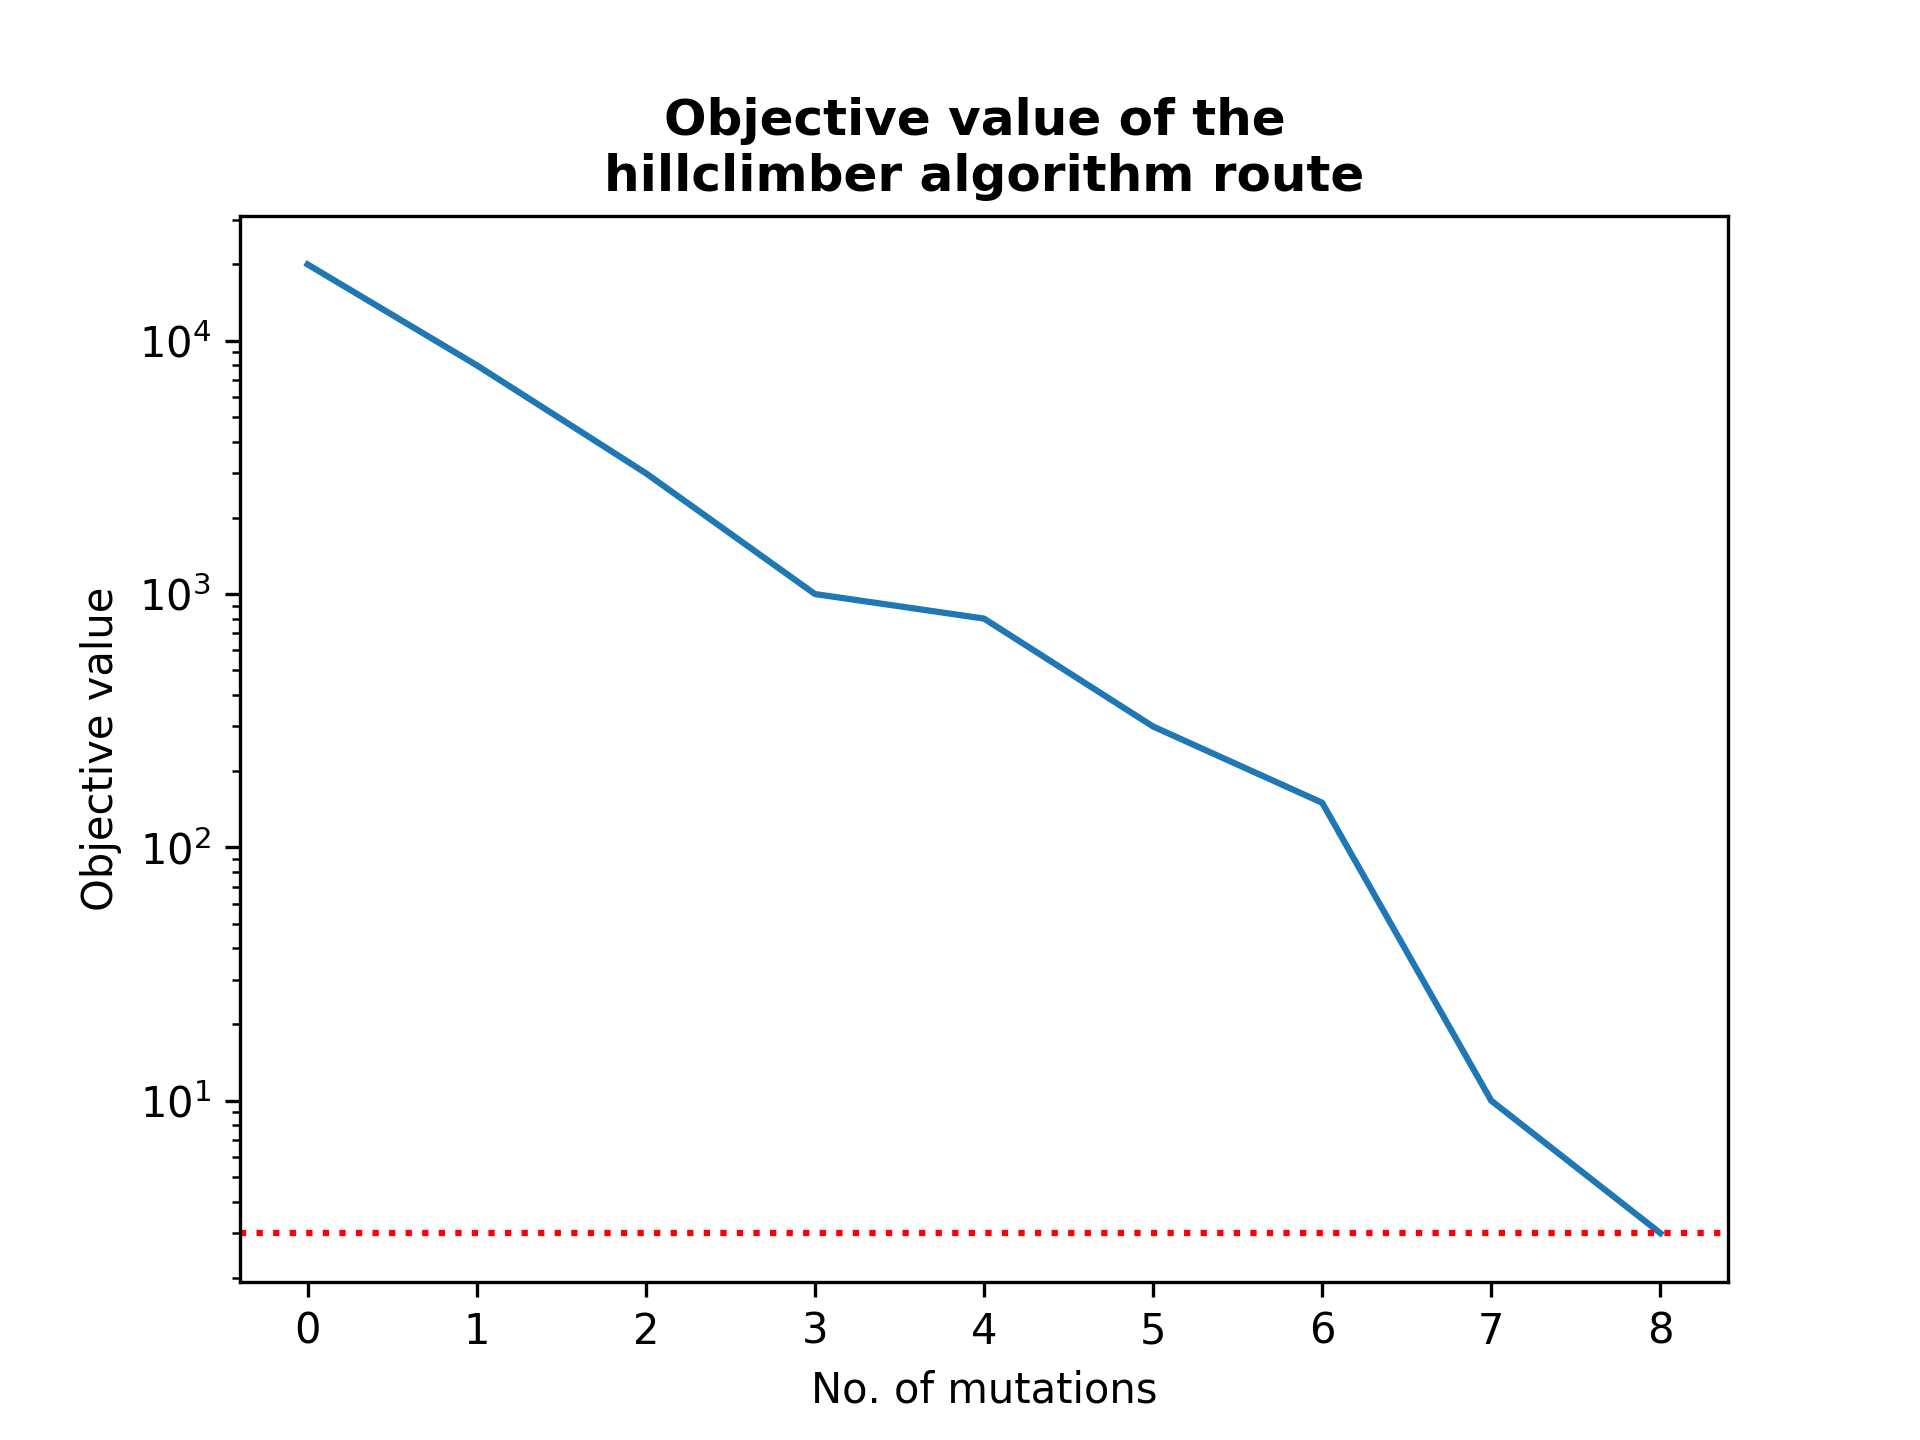 Objective value of the
hillclimber algorithm route
Objective value
10⁴
10³
10²
10¹
0 1 2 3 4 5 6 7 8
No. of mutations